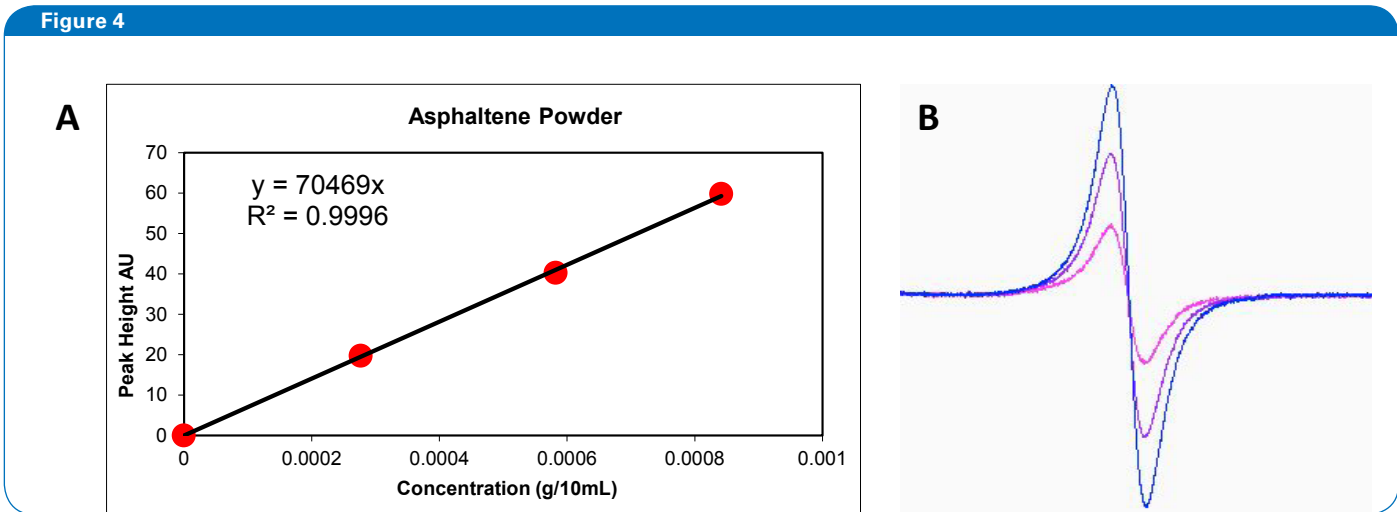 Figure 4
A
Asphaltene Powder
y = 70469x
R² = 0.9996
70
60
50
40
30
20
10
0
Peak Height AU
0 0.0002 0.0004 0.0006 0.0008 0.001
Concentration (g/10mL)
B